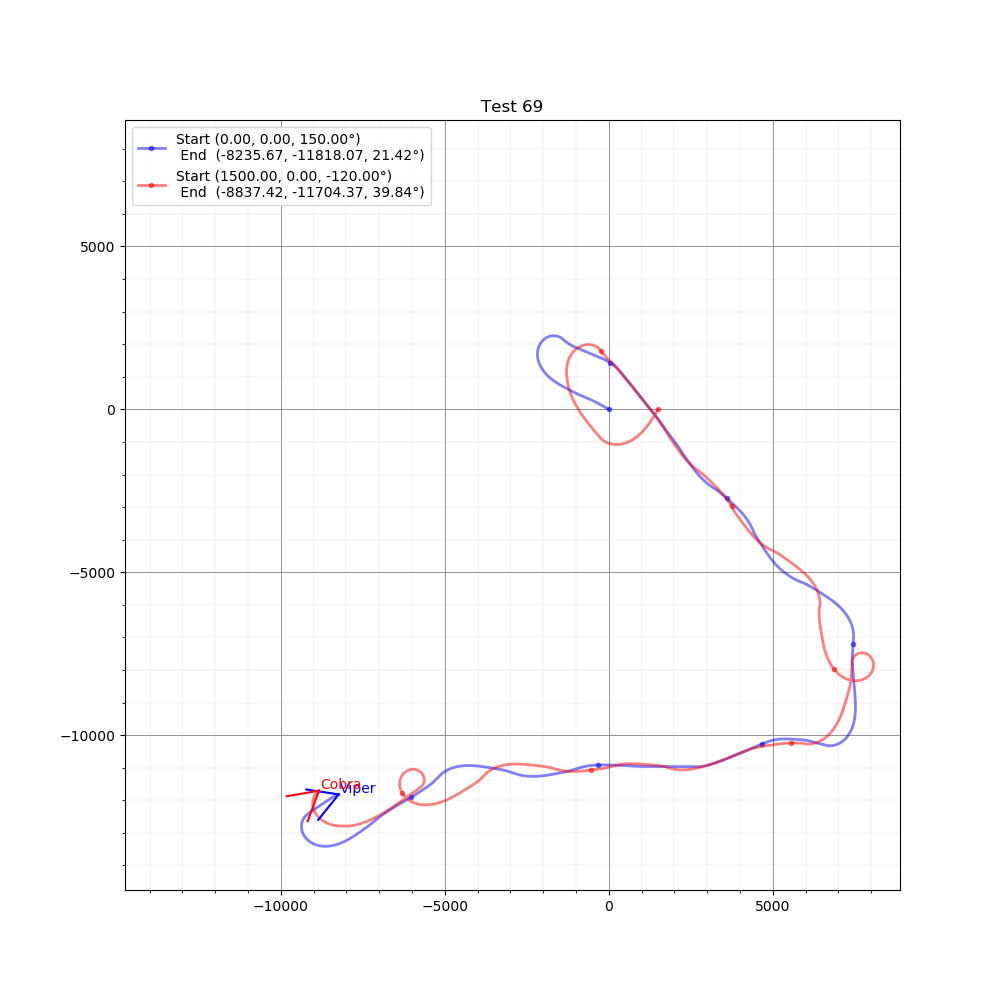 Test 69
Start (0.00, 0.00, 150.00°)
End (-8235.67, -11818.07, 21.42°)
Start (1500.00, 0.00, -120.00°)
End (-8837.42, -11704.37, 39.84°)
5000
0
−5000
−10000
Cobra
Viper
−10000
−5000
0
5000